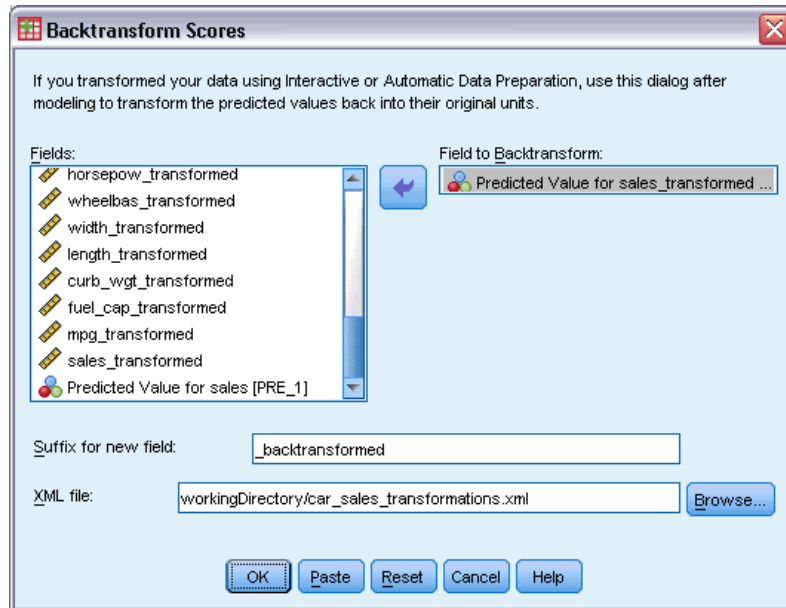 Backtransform Scores
If you transformed your data using Interactive or Automatic Data Preparation, use this dialog after
modeling to transform the predicted values back into their original units.
Fields:
Field to Backtransform:
horsepow_transformed
wheelbas_transformed
width_transformed
length_transformed
curb_wgt_transformed
fuel_cap_transformed
mpg_transformed
sales_transformed
Predicted Value for sales [PRE_1]
Predicted Value for sales_transformed ...
Suffix for new field:
_backtransformed
XML file:
workingDirectory/car_sales_transformations.xml
Browse...
OK
Paste
Reset
Cancel
Help